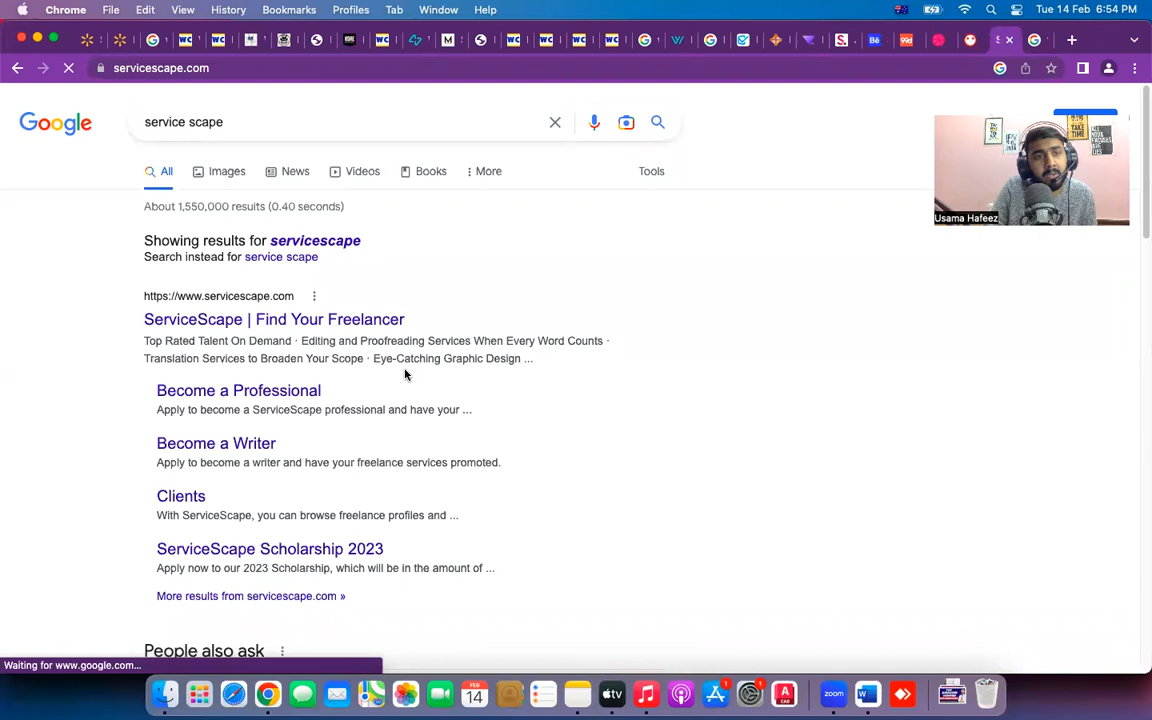 Chrome File Edit View History Bookmarks Profiles Tab Window Help Tue 14 Feb 6:54 PM
servicescape.com
Google service scape
All Images News Videos Books More Tools
About 1,550,000 results (0.40 seconds)
Showing results for servicescape
Search instead for service scape
https://www.servicescape.com
ServiceScape | Find Your Freelancer
Top Rated Talent On Demand · Editing and Proofreading Services When Every Word Counts ·
Translation Services to Broaden Your Scope · Eye-Catching Graphic Design ...
Become a Professional
Apply to become a ServiceScape professional and have your ...
Become a Writer
Apply to become a writer and have your freelance services promoted.
Clients
With ServiceScape, you can browse freelance profiles and ...
ServiceScape Scholarship 2023
Apply now to our 2023 Scholarship, which will be in the amount of ...
More results from servicescape.com »
People also ask
Waiting for www.google.com...
Usama Hafeez
FEB
14
tv
zoom